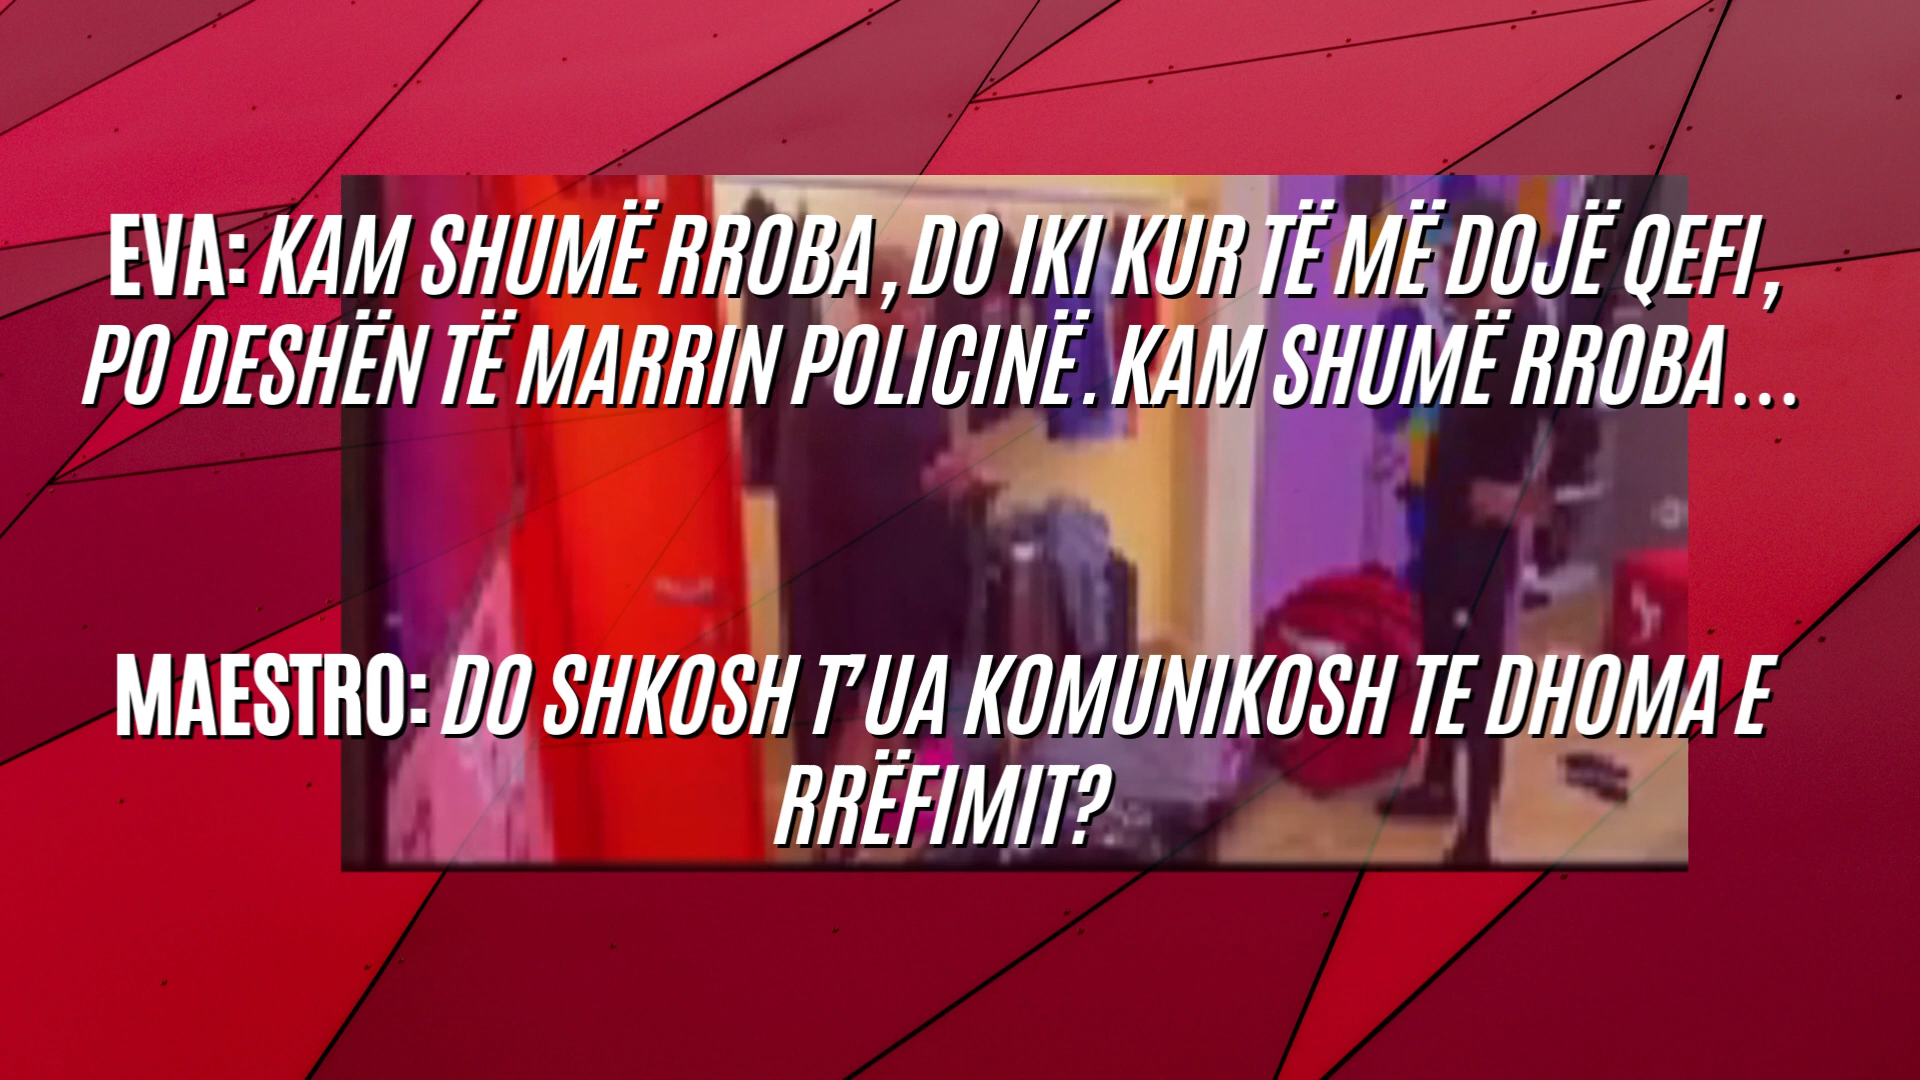 EVA: KAM SHUMË RROBA, DO IKI KUR TË MË DOJË QEFI,
PO DESHËN TË MARRIN POLICINË. KAM SHUMË RROBA...
MAESTRO: DO SHKOSH T'UA KOMUNIKOSH TE DHOMA E
RRËFIMIT?